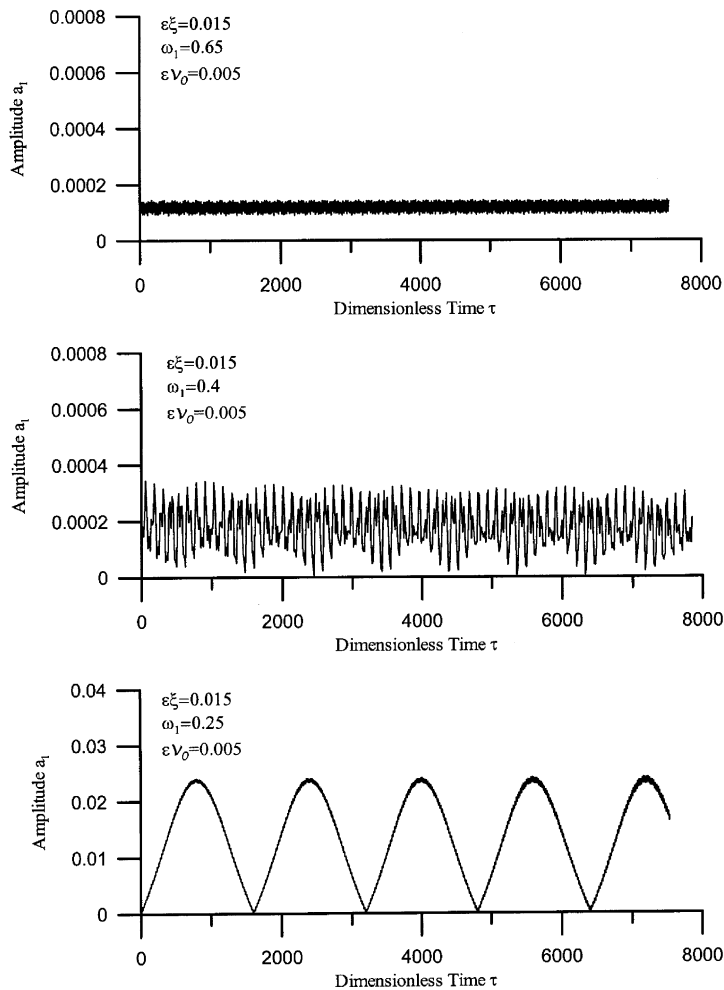 0.0008
εξ=0.015
ω₁=0.65
0.0006
εν₀=0.005
Amplitude a₁
0.0004
0.0002
0
0 2000 4000 6000 8000
Dimensionless Time τ
0.0008
εξ=0.015
ω₁=0.4
0.0006
εν₀=0.005
Amplitude a₁
0.0004
0.0002
0
0 2000 4000 6000 8000
Dimensionless Time τ
0.04
εξ=0.015
ω₁=0.25
0.03
εν₀=0.005
Amplitude a₁
0.02
0.01
0
0 2000 4000 6000 8000
Dimensionless Time τ